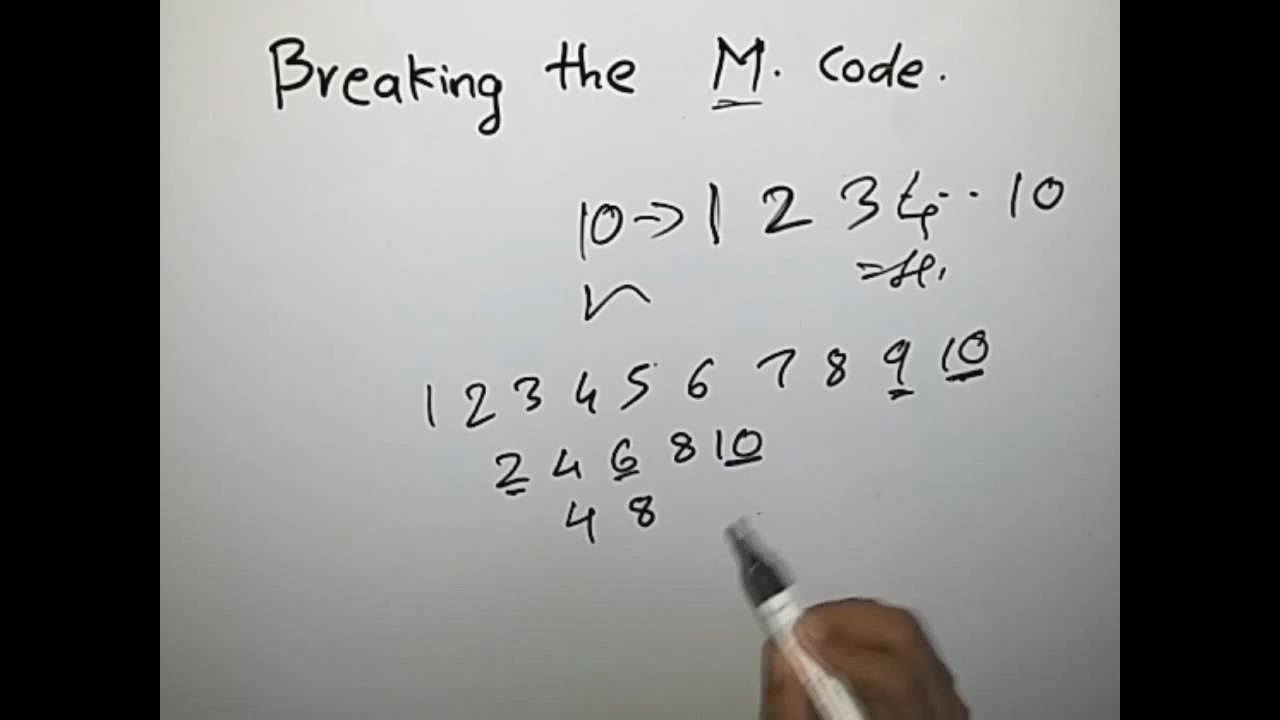 Breaking the M. Code.
10 → 1 2 3 4 .. 10
1 2 3 4 5 6 7 8 9 10
2 4 6 8 10
4 8